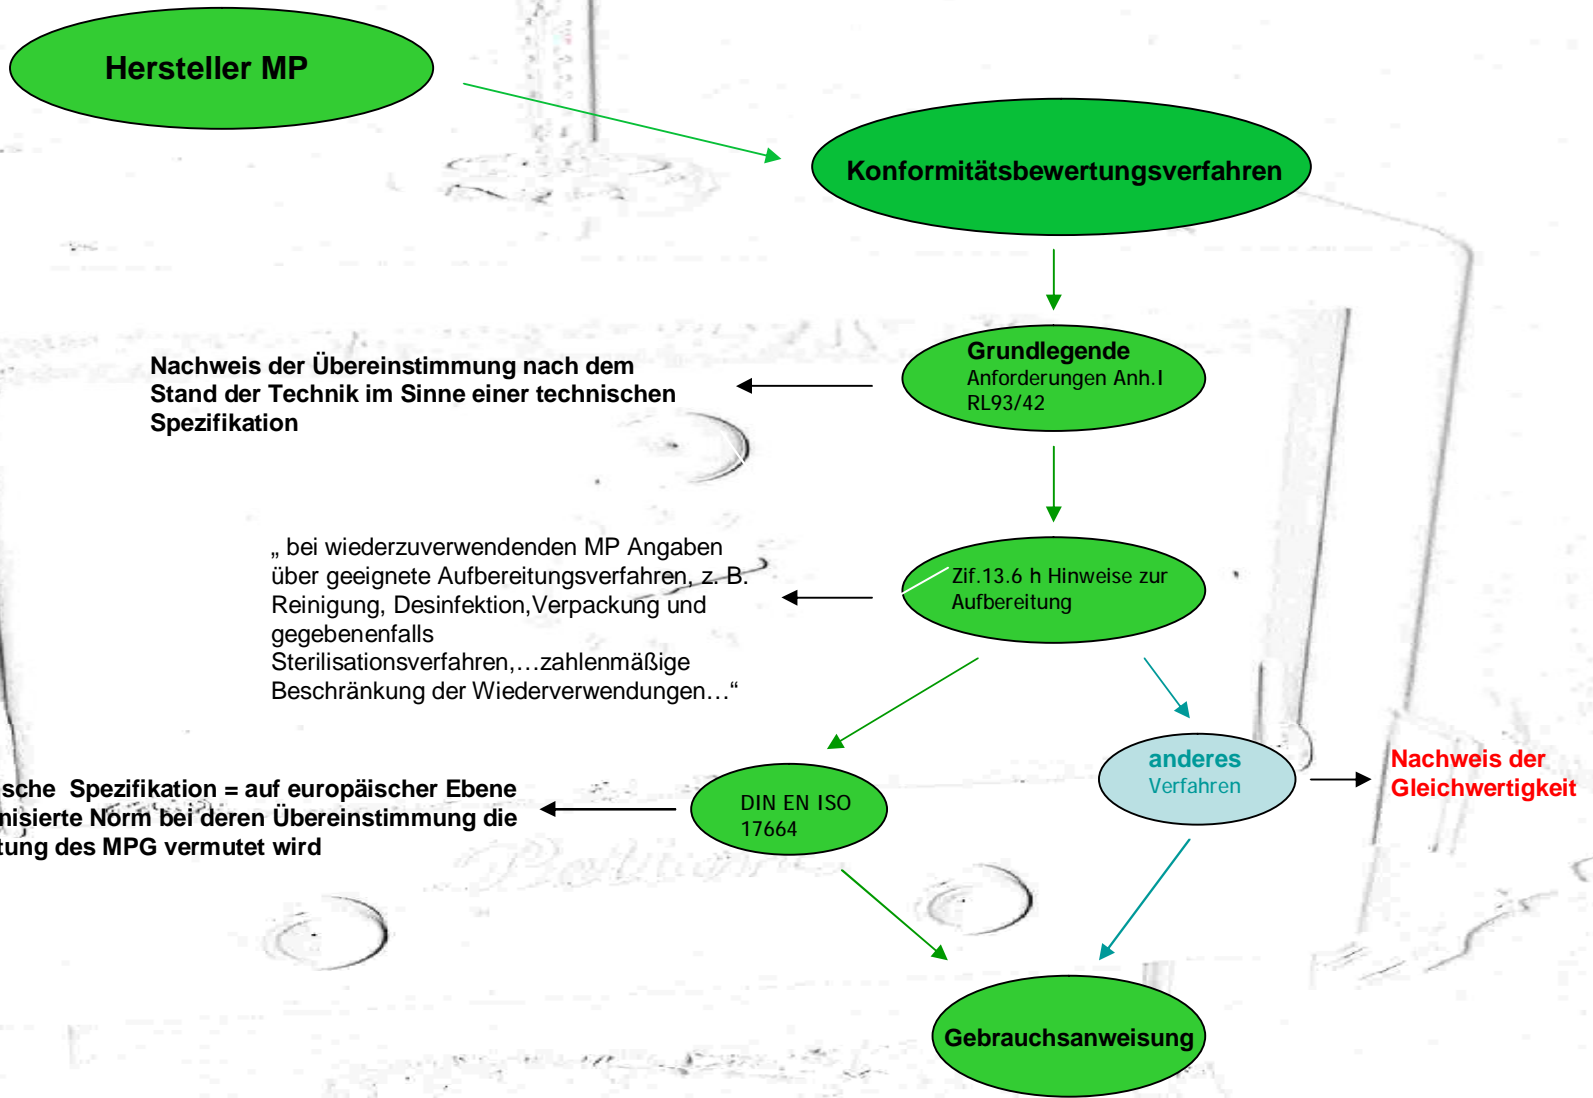 Hersteller MP
Konformitätsbewertungsverfahren
Grundlegende
Anforderungen Anh.I
RL93/42
Nachweis der Übereinstimmung nach dem
Stand der Technik im Sinne einer technischen
Spezifikation
Zif.13.6 h Hinweise zur
Aufbereitung
„ bei wiederzuverwendenden MP Angaben
über geeignete Aufbereitungsverfahren, z. B.
Reinigung, Desinfektion,Verpackung und
gegebenenfalls
Sterilisationsverfahren,…zahlenmäßige
Beschränkung der Wiederverwendungen…“
anderes
Verfahren
Nachweis der
Gleichwertigkeit
DIN EN ISO
17664
sche Spezifikation = auf europäischer Ebene
nisierte Norm bei deren Übereinstimmung die
tung des MPG vermutet wird
Gebrauchsanweisung